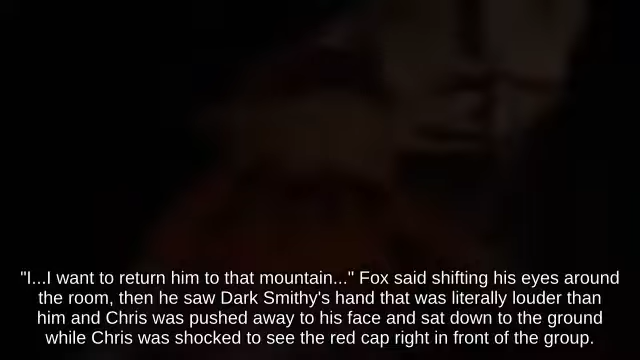 "I...I want to return him to that mountain..." Fox said shifting his eyes around
the room, then he saw Dark Smithy's hand that was literally louder than
him and Chris was pushed away to his face and sat down to the ground
while Chris was shocked to see the red cap right in front of the group.